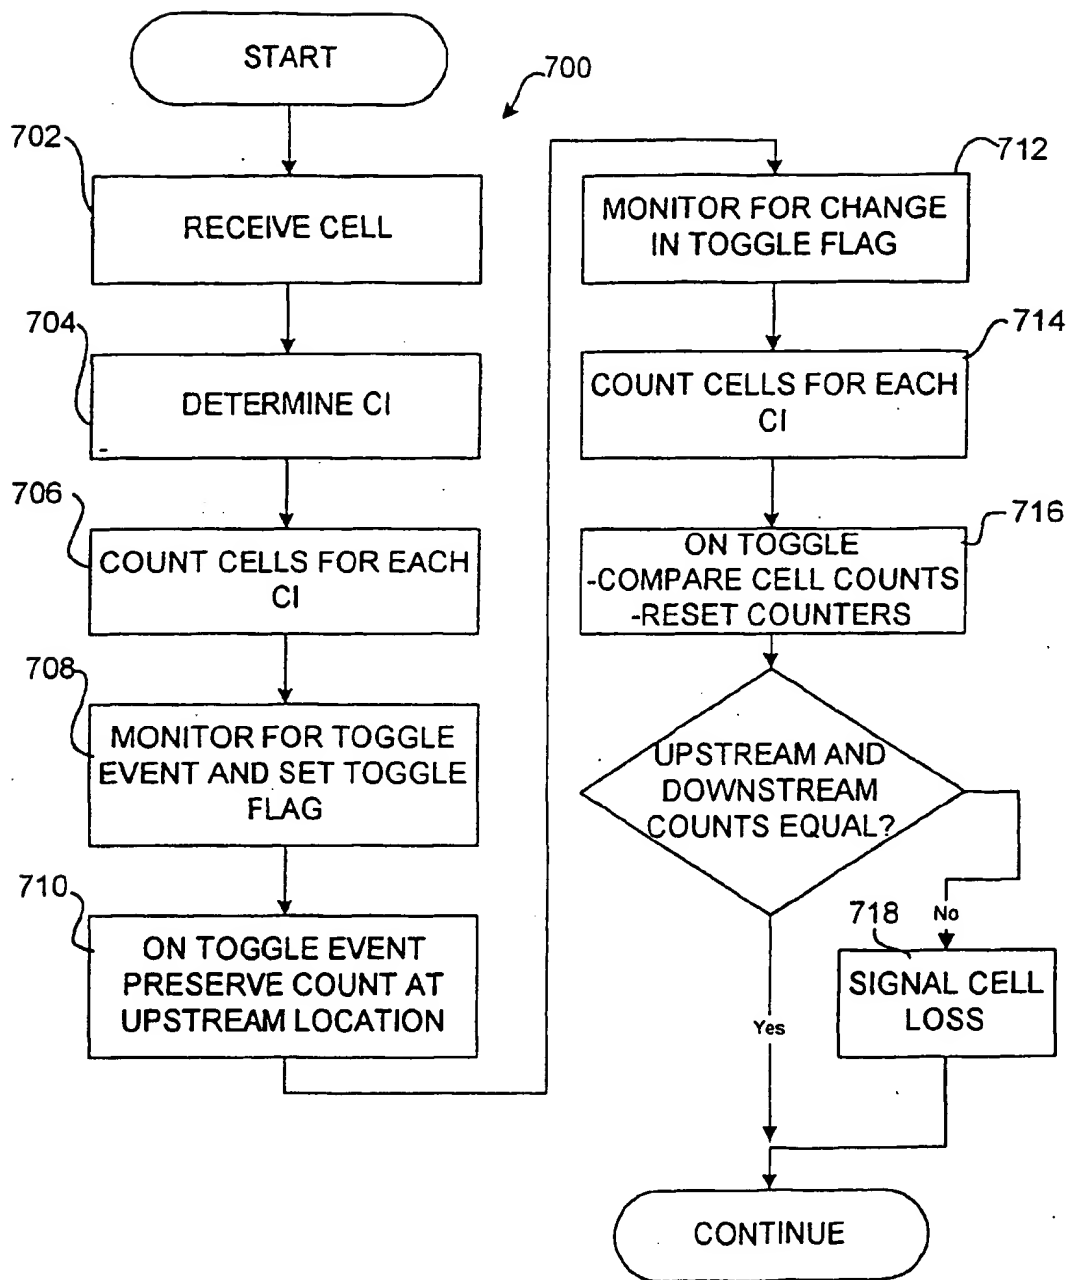 START
700
702
RECEIVE CELL
704
DETERMINE CI
706
COUNT CELLS FOR EACH
CI
708
MONITOR FOR TOGGLE
EVENT AND SET TOGGLE
FLAG
710
ON TOGGLE EVENT
PRESERVE COUNT AT
UPSTREAM LOCATION
712
MONITOR FOR CHANGE
IN TOGGLE FLAG
714
COUNT CELLS FOR EACH
CI
716
ON TOGGLE
-COMPARE CELL COUNTS
-RESET COUNTERS
UPSTREAM AND
DOWNSTREAM
COUNTS EQUAL?
No
718
SIGNAL CELL
LOSS
Yes
CONTINUE